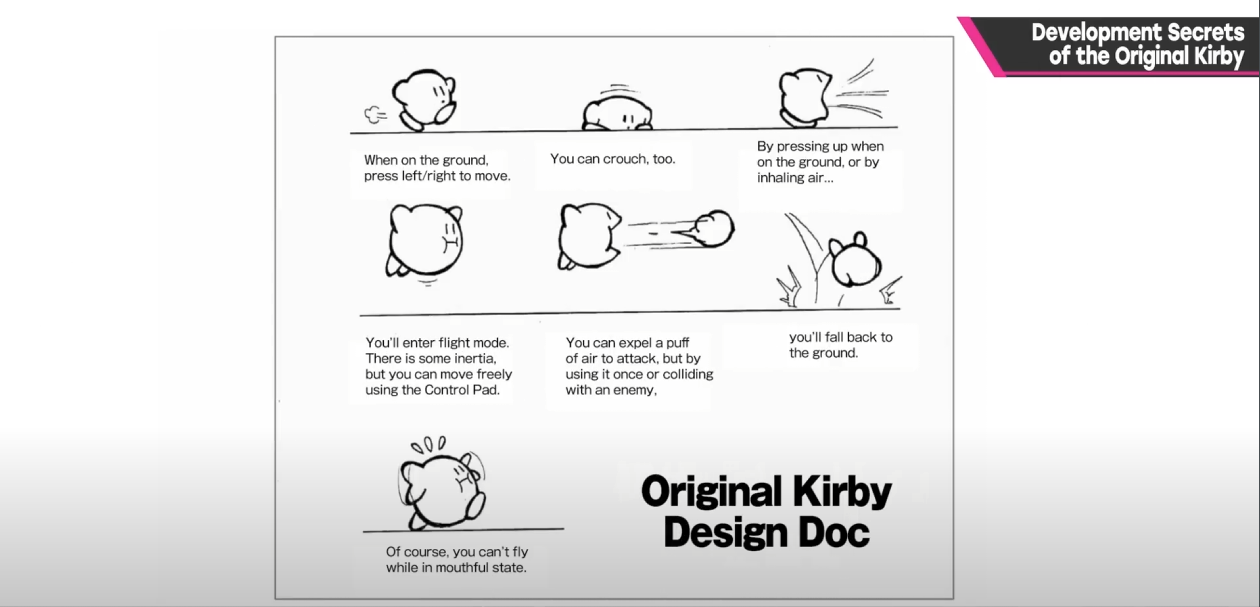 Development Secrets
of the Original Kirby
When on the ground,
press left/right to move.
You can crouch, too.
By pressing up when
on the ground, or by
inhaling air...
You'll enter flight mode.
There is some inertia,
but you can move freely
using the Control Pad.
You can expel a puff
of air to attack, but by
using it once or colliding
with an enemy,
you'll fall back to
the ground.
Of course, you can't fly
while in mouthful state.
Original Kirby
Design Doc